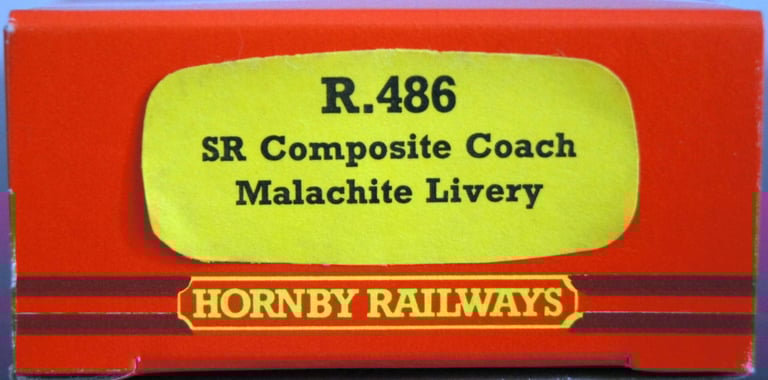 R.486
SR Composite Coach
Malachite Livery
HORNBY RAILWAYS